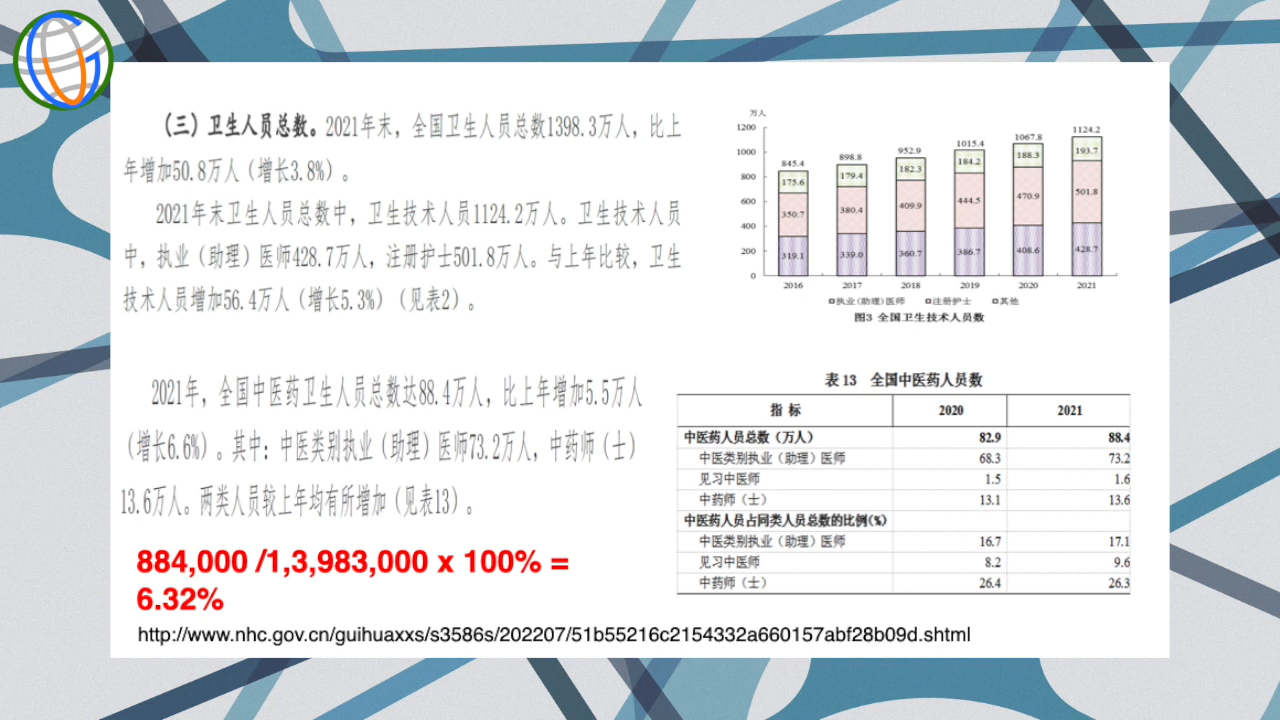 （三）卫生人员总数。2021年末，全国卫生人员总数1398.3万人，比上
年增加50.8万人（增长3.8%）。
2021年末卫生人员总数中，卫生技术人员1124.2万人。卫生技术人员
中，执业（助理）医师428.7万人，注册护士501.8万人。与上年比较，卫生
技术人员增加56.4万人（增长5.3%）（见表2）。
万人
1200
1000
800
600
400
200
0
845.4
175.6
350.7
319.1
898.8
179.4
380.4
339.0
952.9
182.3
409.9
360.7
1015.4
184.2
444.5
386.7
1067.8
188.3
470.9
408.6
1124.2
193.7
501.8
428.7
2016 2017 2018 2019 2020 2021
执业(助理)医师 注册护士 其他
图3 全国卫生技术人员数
2021年，全国中医药卫生人员总数达88.4万人，比上年增加5.5万人
（增长6.6%）。其中：中医类别执业（助理）医师73.2万人，中药师（士）
13.6万人。两类人员较上年均有所增加（见表13）。
表 13 全国中医药人员数
指 标 2020 2021
中医药人员总数（万人） 82.9 88.4
中医类别执业（助理）医师 68.3 73.2
见习中医师 1.5 1.6
中药师（士） 13.1 13.6
中医药人员占同类人员总数的比例(%)
中医类别执业（助理）医师 16.7 17.1
见习中医师 8.2 9.6
中药师（士） 26.4 26.3
884,000 /1,3,983,000 x 100% =
6.32%
http://www.nhc.gov.cn/guihuaxxs/s3586s/202207/51b55216c2154332a660157abf28b09d.shtml